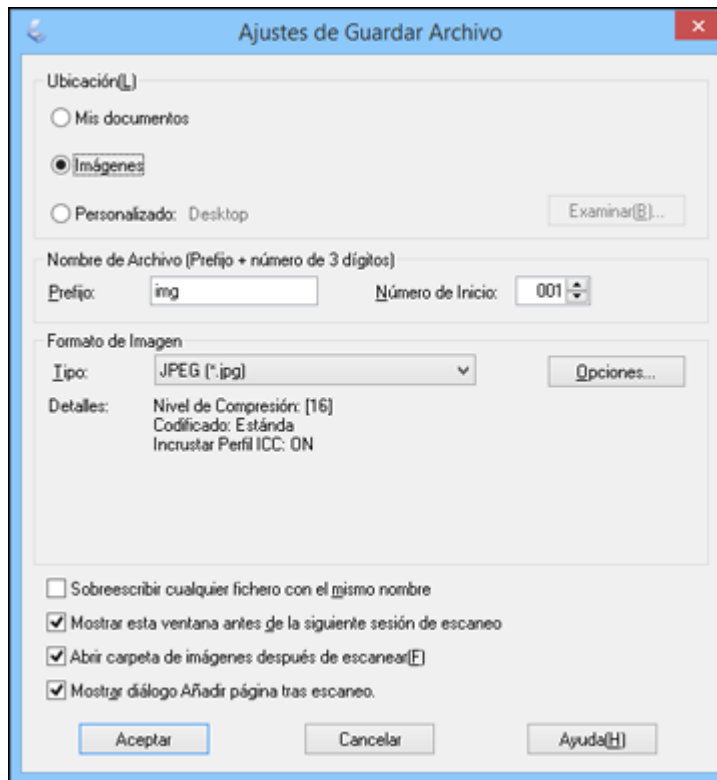 Ajustes de Guardar Archivo
Ubicación(L)
Mis documentos
Imágenes
Personalizado: Desktop Examinar(B)...
Nombre de Archivo (Prefijo + número de 3 dígitos)
Prefijo: img Número de Inicio: 001
Formato de Imagen
Tipo: JPEG (*.jpg) Opciones...
Detalles: Nivel de Compresión: [16]
Codificado: Estánda
Incrustar Perfil ICC: ON
Sobreescribir cualquier fichero con el mismo nombre
Mostrar esta ventana antes de la siguiente sesión de escaneo
Abrir carpeta de imágenes después de escanear(F)
Mostrar diálogo Añadir página tras escaneo.
Aceptar Cancelar Ayuda(H)